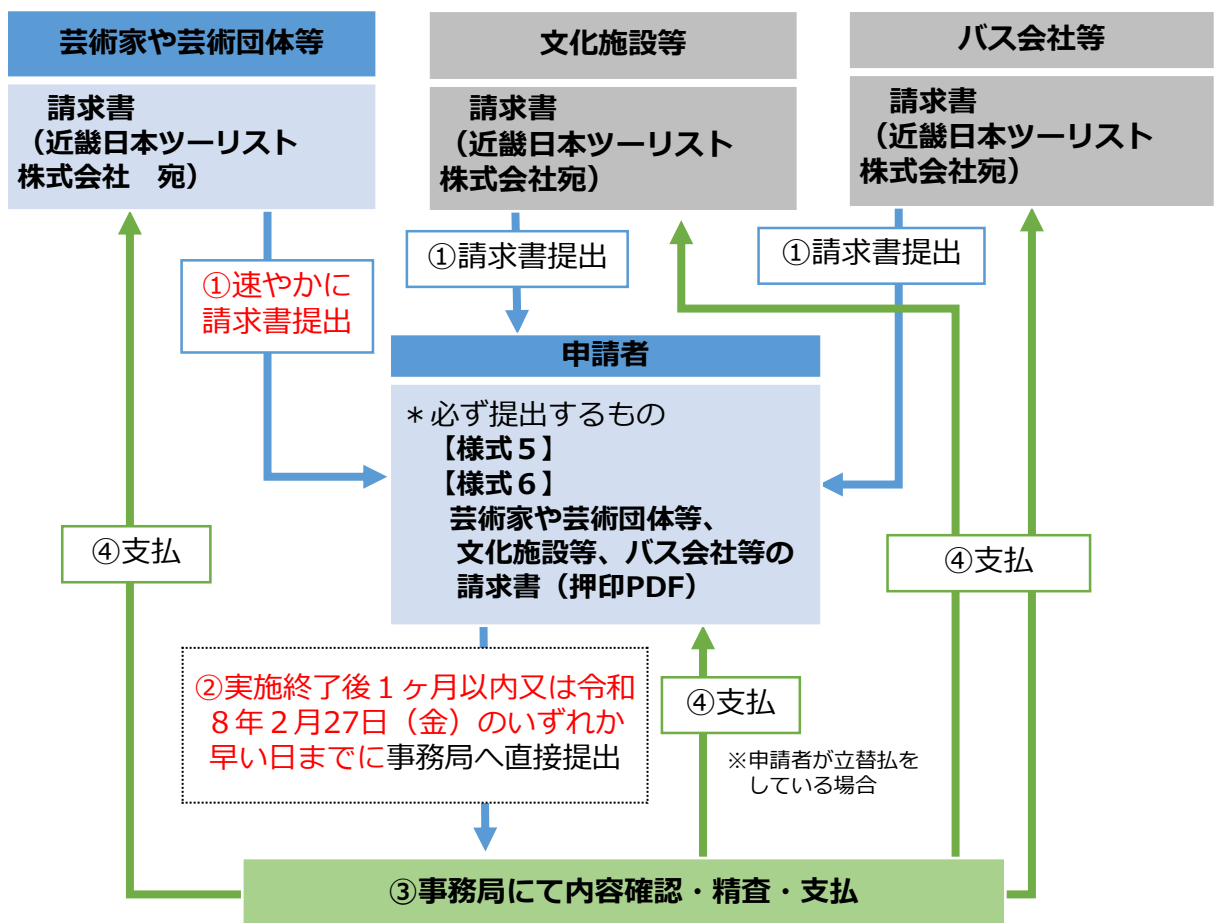 芸術家や芸術団体等
請求書
（近畿日本ツーリスト
株式会社　宛）
文化施設等
請求書
（近畿日本ツーリスト
株式会社宛）
バス会社等
請求書
（近畿日本ツーリスト
株式会社宛）
①速やかに
請求書提出
①請求書提出
①請求書提出
申請者
＊必ず提出するもの
【様式５】
【様式６】
芸術家や芸術団体等、
文化施設等、バス会社等の
請求書（押印PDF）
④支払
④支払
②実施終了後１ヶ月以内又は令和
８年２月27日（金）のいずれか
早い日までに事務局へ直接提出
④支払
※申請者が立替払を
している場合
③事務局にて内容確認・精査・支払